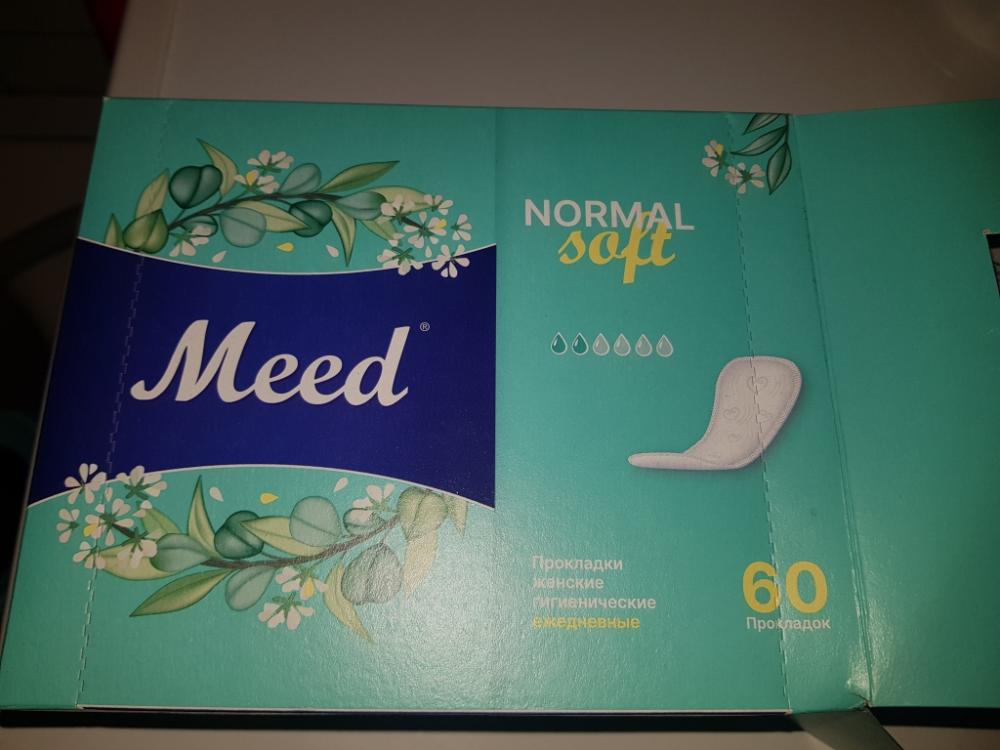 Meed®
NORMAL
soft
Прокладки
женские
гигиенические
ежедневные
60
Прокладок